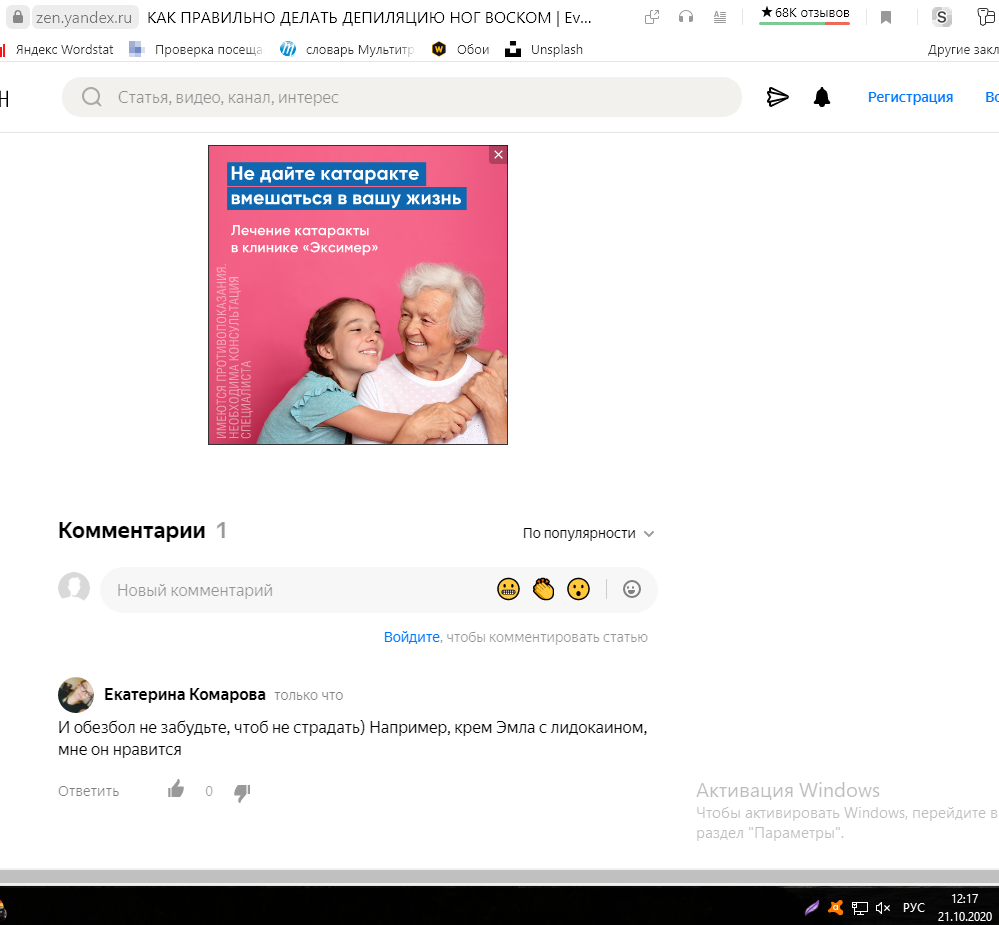 zen.yandex.ru КАК ПРАВИЛЬНО ДЕЛАТЬ ДЕПИЛЯЦИЮ НОГ ВОСКОМ | Ev... ★ 68K отзывов S
Яндекс Wordstat Проверка посеща словарь Мультитр W Обои Unsplash Другие закл
Н Статья, видео, канал, интерес Регистрация Вс
Не дайте катаракте
вмешаться в вашу жизнь
Лечение катаракты
в клинике «Эксимер»
ИМЕЮТСЯ ПРОТИВОПОКАЗАНИЯ.
НЕОБХОДИМА КОНСУЛЬТАЦИЯ
СПЕЦИАЛИСТА
Комментарии 1
По популярности
Новый комментарий
Войдите, чтобы комментировать статью
Екатерина Комарова только что
И обезбол не забудьте, чтоб не страдать) Например, крем Эмла с лидокаином,
мне он нравится
Ответить 0
Активация Windows
Чтобы активировать Windows, перейдите в
раздел "Параметры".
РУС 12:17
21.10.2020